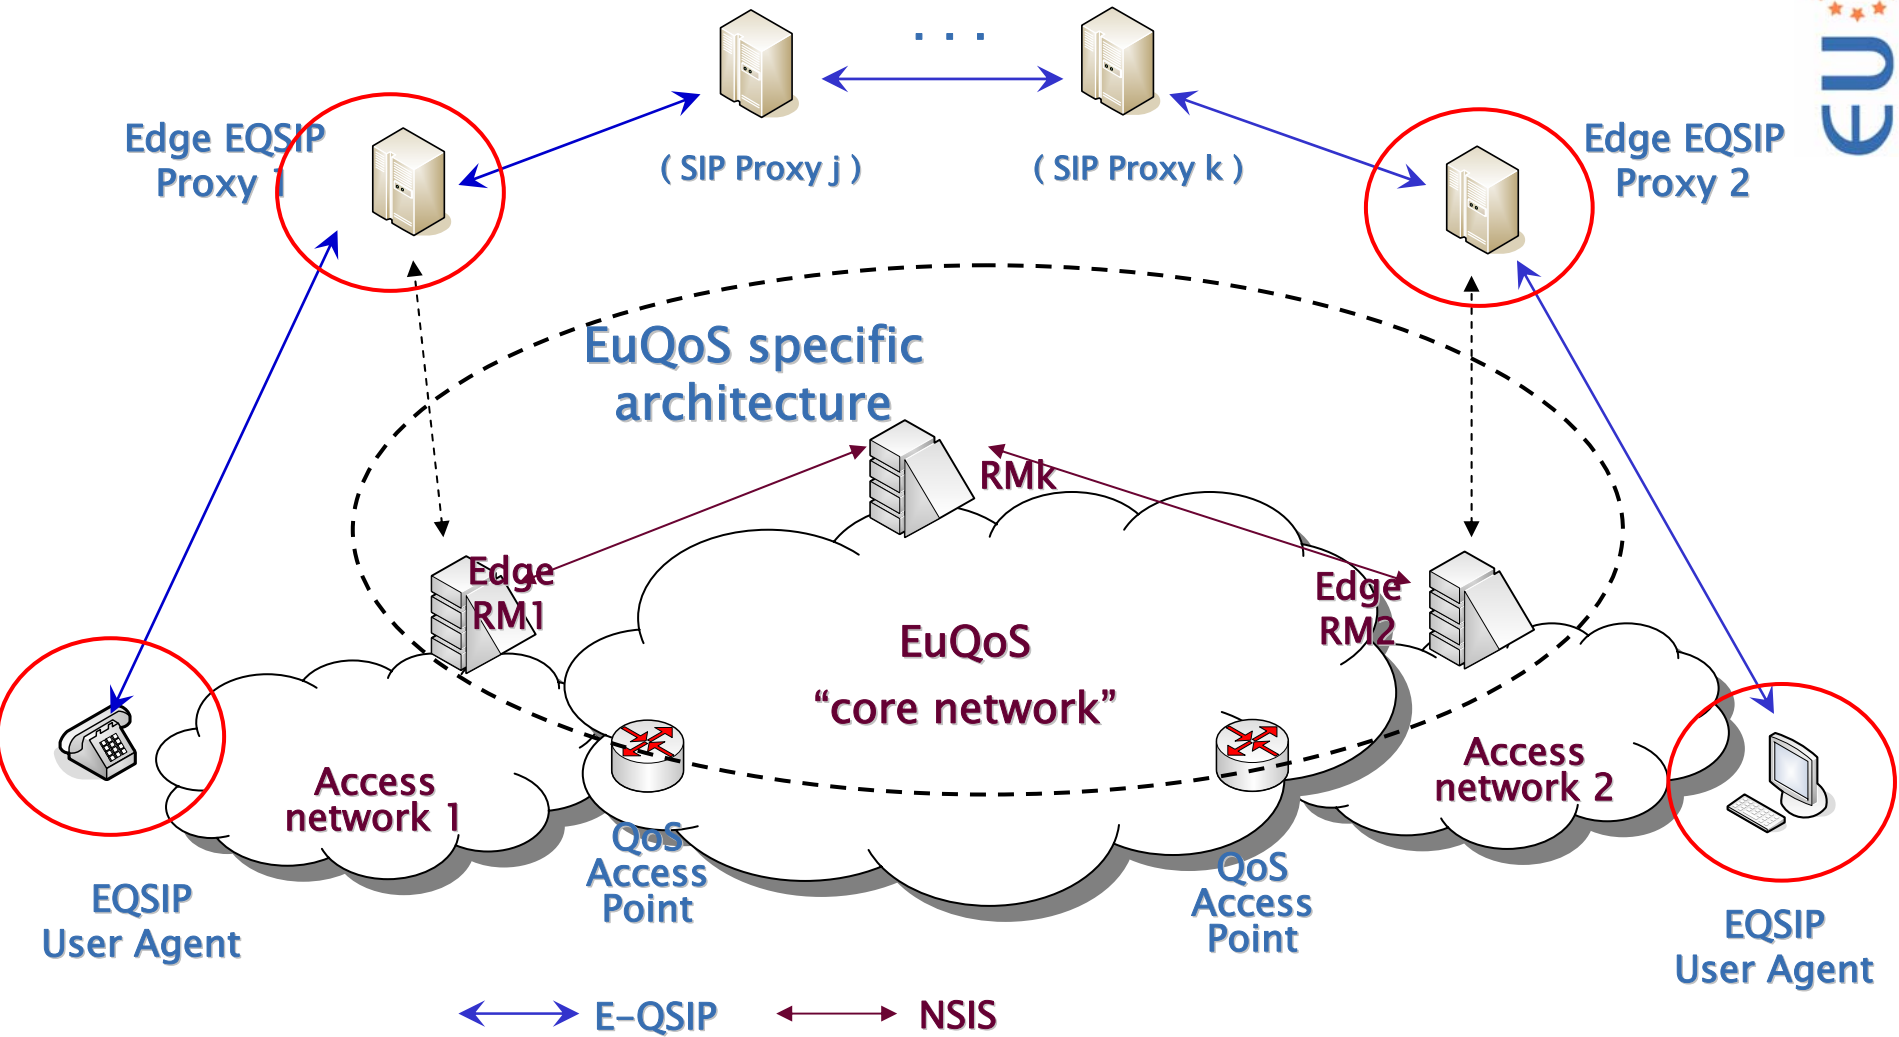 . . .
EU
Edge EQSIP
Proxy 1
( SIP Proxy j )
( SIP Proxy k )
Edge EQSIP
Proxy 2
EuQoS specific
architecture
RMk
Edge
RM1
Edge
RM2
EuQoS
“core network”
Access
network 1
Access
network 2
QoS
Access
Point
QoS
Access
Point
EQSIP
User Agent
EQSIP
User Agent
E-QSIP
NSIS